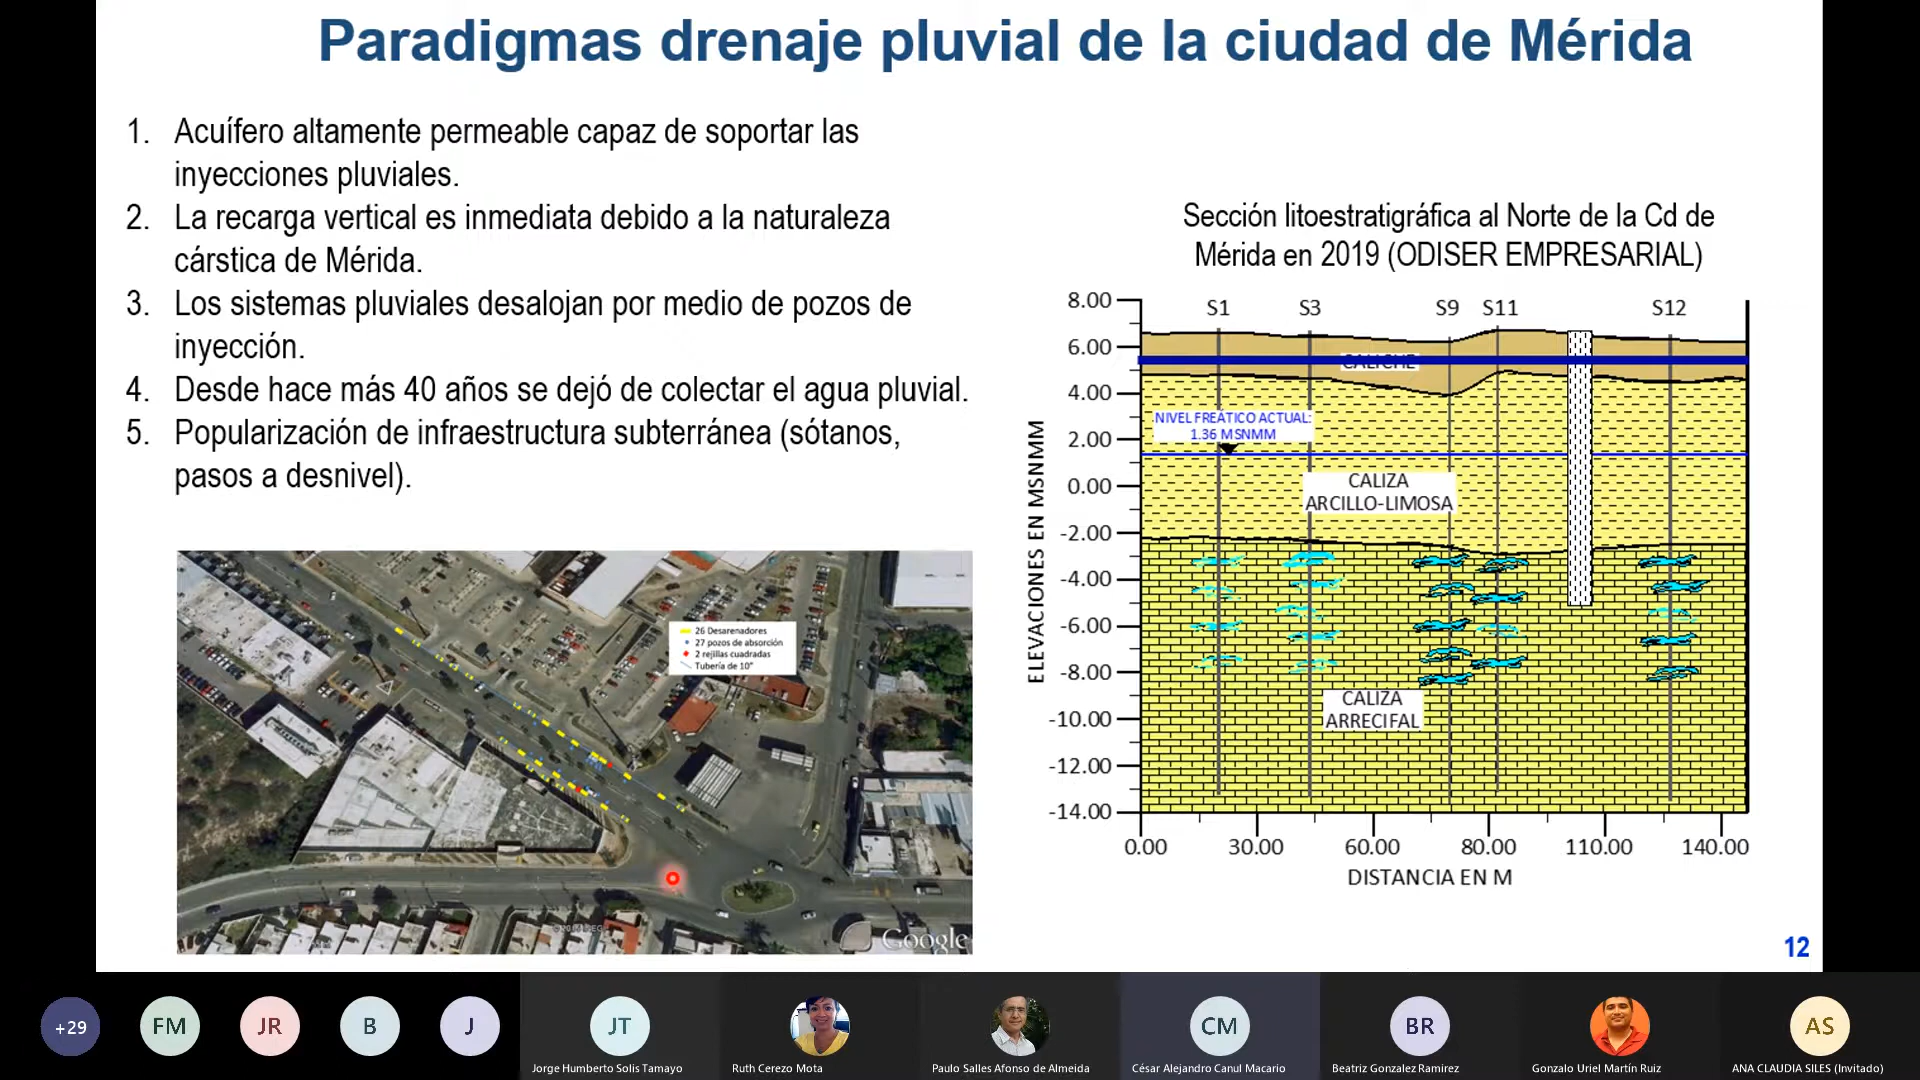 Paradigmas drenaje pluvial de la ciudad de Mérida
1. Acuífero altamente permeable capaz de soportar las
inyecciones pluviales.
2. La recarga vertical es inmediata debido a la naturaleza
cárstica de Mérida.
3. Los sistemas pluviales desalojan por medio de pozos de
inyección.
4. Desde hace más 40 años se dejó de colectar el agua pluvial.
5. Popularización de infraestructura subterránea (sótanos,
pasos a desnivel).
26 Desarenadores
27 pozos de absorción
2 rejillas cuadradas
Tubería de 10"
Google
Sección litoestratigráfica al Norte de la Cd de
Mérida en 2019 (ODISER EMPRESARIAL)
S1 S3 S9 S11 S12
8.00
6.00
4.00
2.00
0.00
-2.00
-4.00
-6.00
-8.00
-10.00
-12.00
-14.00
ELEVACIONES EN MSNMM
CALICHE
NIVEL FREÁTICO ACTUAL:
1.36 MSNMM
CALIZA
ARCILLO-LIMOSA
CALIZA
ARRECIFAL
0.00 30.00 60.00 80.00 110.00 140.00
DISTANCIA EN M
12
+29
FM
JR
B
J
JT
CM
BR
AS
Jorge Humberto Solis Tamayo
Ruth Cerezo Mota
Paulo Salles Afonso de Almeida
César Alejandro Canul Macario
Beatriz Gonzalez Ramirez
Gonzalo Uriel Martín Ruiz
ANA CLAUDIA SILES (Invitado)